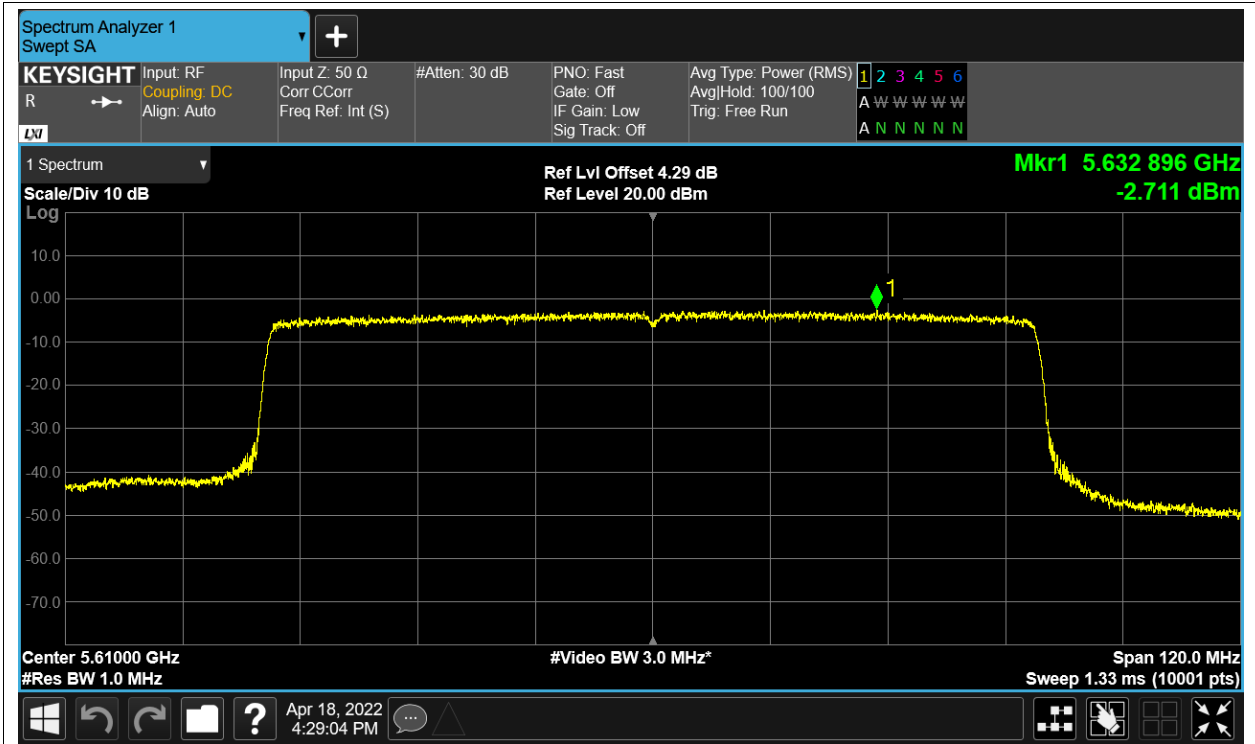 Spectrum Analyzer 1
Swept SA
KEYSIGHT
R
LXI
Input: RF
Coupling: DC
Align: Auto
Input Z: 50 Ω
Corr CCorr
Freq Ref: Int (S)
#Atten: 30 dB
PNO: Fast
Gate: Off
IF Gain: Low
Sig Track: Off
Avg Type: Power (RMS)
Avg|Hold: 100/100
Trig: Free Run
1 2 3 4 5 6
A W W W W W
A N N N N N
1 Spectrum
Scale/Div 10 dB
Ref Lvl Offset 4.29 dB
Ref Level 20.00 dBm
Mkr1 5.632 896 GHz
-2.711 dBm
Log
10.0
0.00
-10.0
-20.0
-30.0
-40.0
-50.0
-60.0
-70.0
1
Center 5.61000 GHz
#Res BW 1.0 MHz
#Video BW 3.0 MHz*
Span 120.0 MHz
Sweep 1.33 ms (10001 pts)
?
Apr 18, 2022
4:29:04 PM